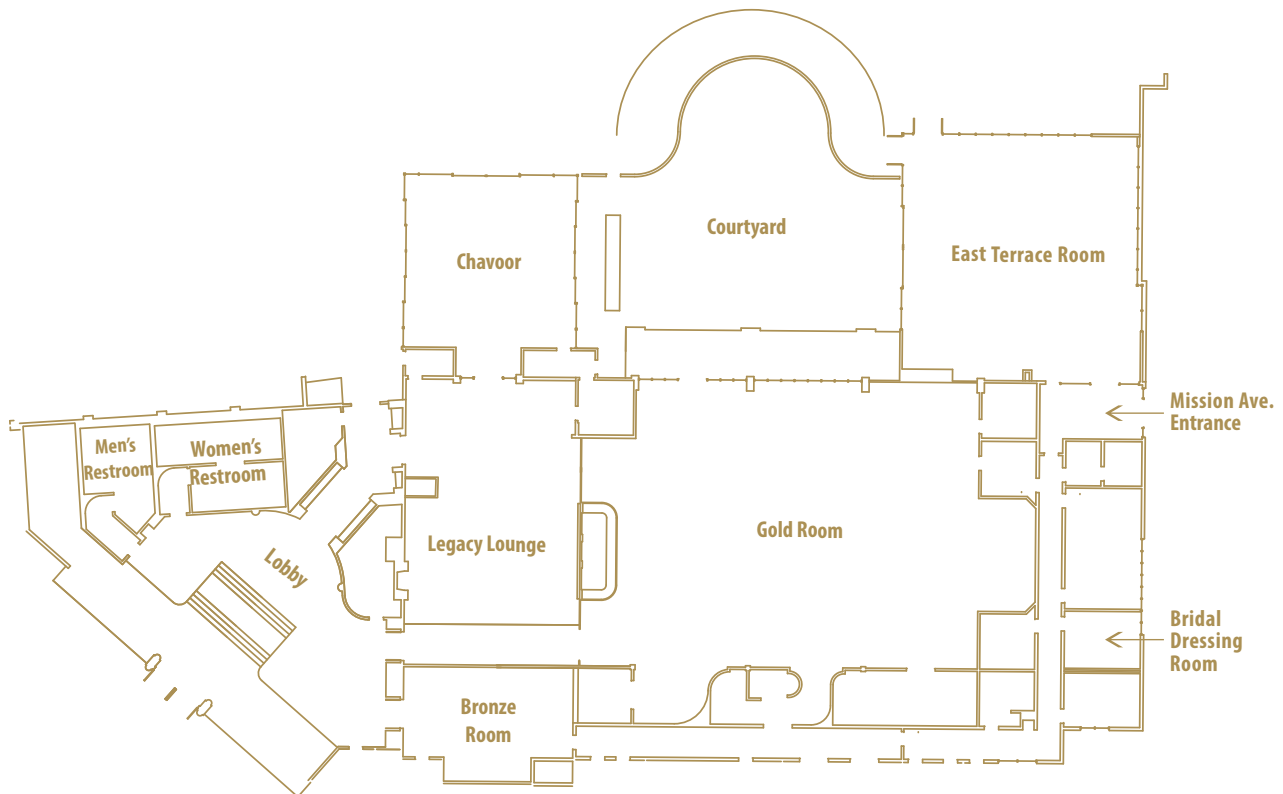 Courtyard
Chavoor
East Terrace Room
Mission Ave.
Entrance
Men's
Restroom
Women's
Restroom
Gold Room
Legacy Lounge
Lobby
Bridal
Dressing
Room
Bronze
Room